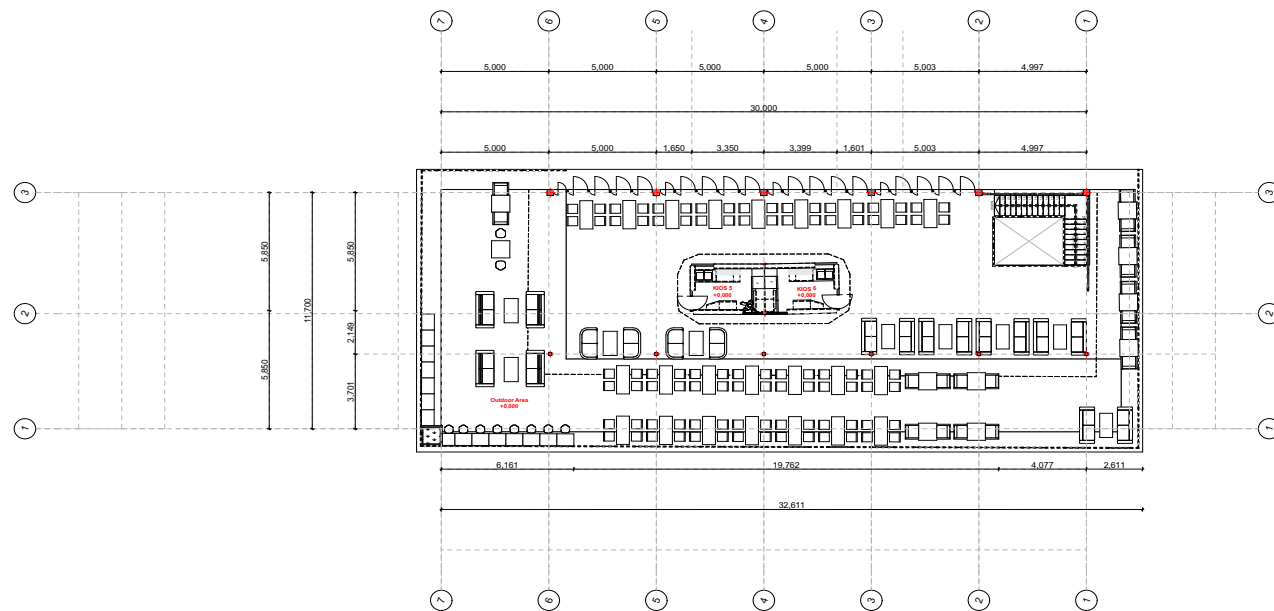 7 6 5 4 3 2 1
5,000 5,000 5,000 5,000 5,003 4,997
30,000
5,000 5,000 1,650 3,350 3,399 1,601 5,003 4,997
3 3
5,850 11,700 5,850
KIOS 5 KIOS 6
+0,000 +0,000
2 2
5,850 2,149
3,701
Outdoor Area
+0,000
1 1
6,161 19,762 4,077 2,611
32,611
7 6 5 4 3 2 1